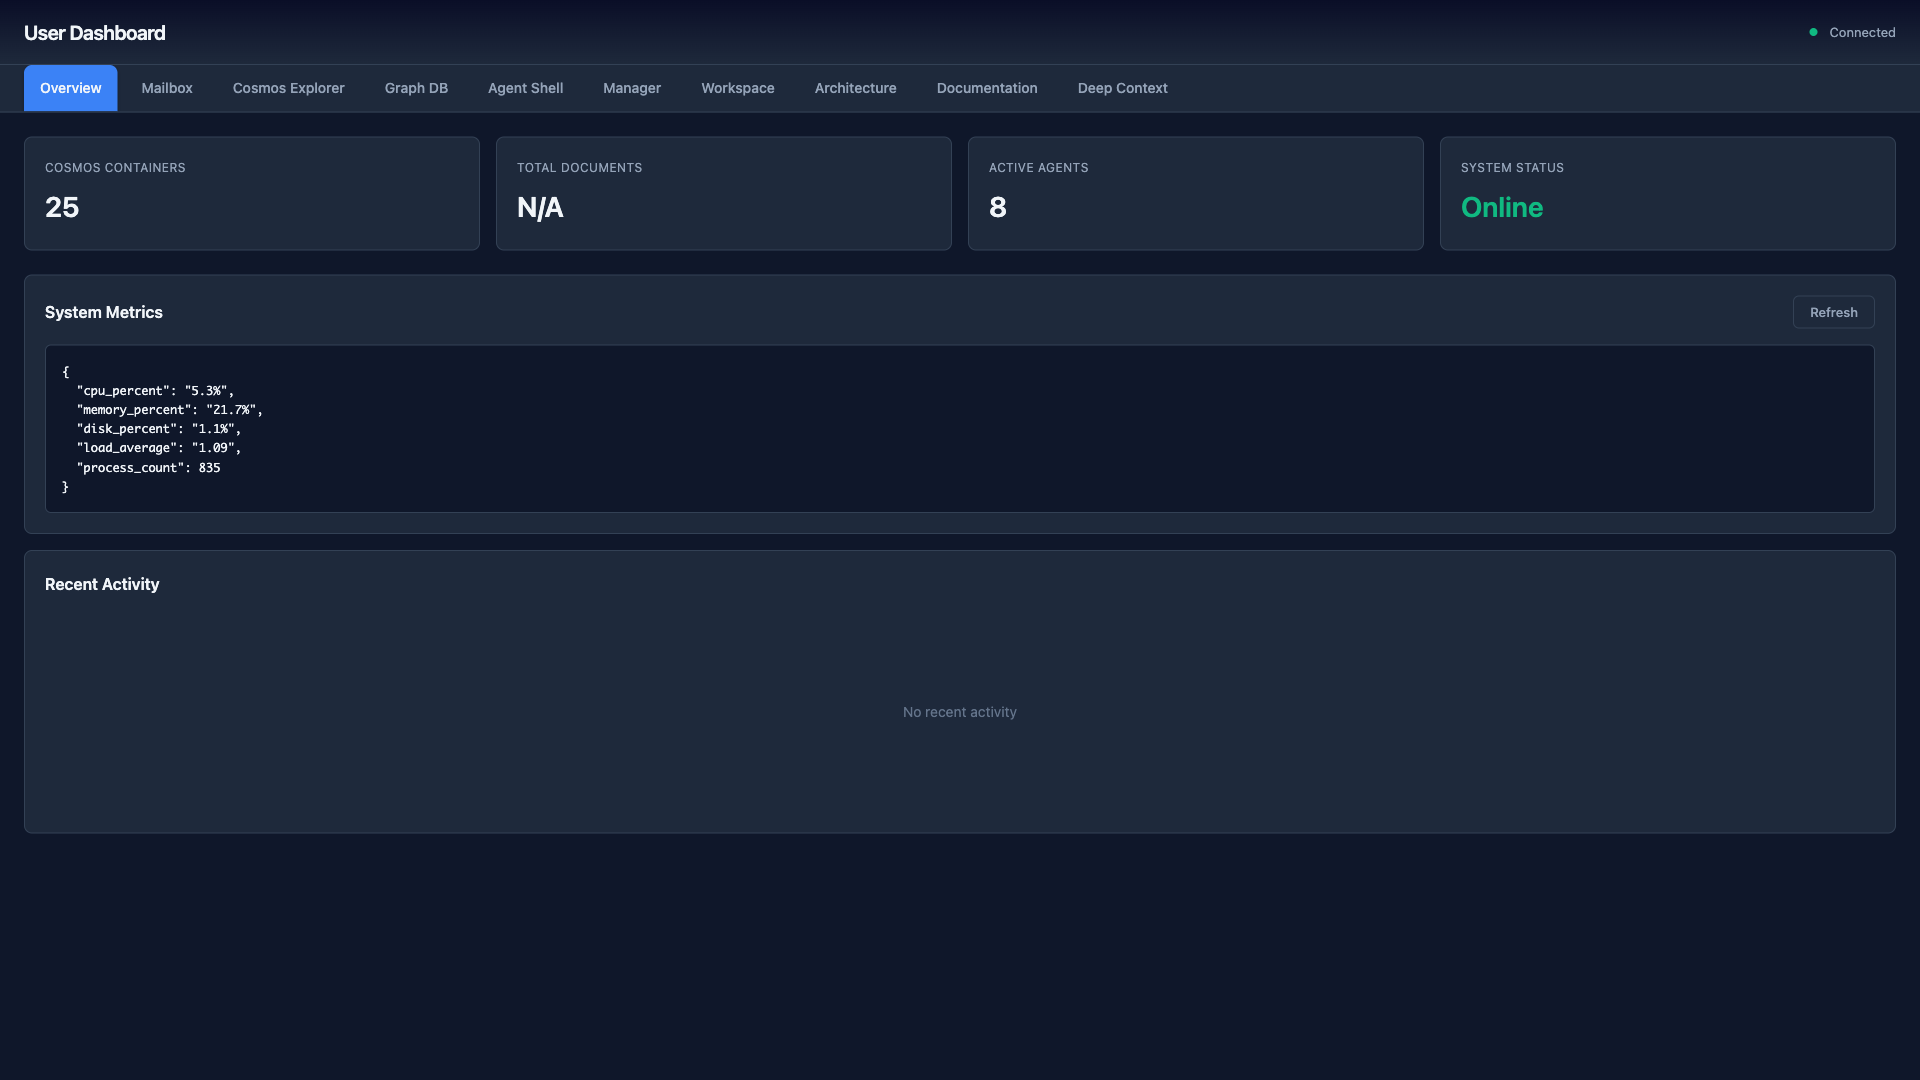 User Dashboard
Connected
Overview Mailbox Cosmos Explorer Graph DB Agent Shell Manager Workspace Architecture Documentation Deep Context
COSMOS CONTAINERS
25
TOTAL DOCUMENTS
N/A
ACTIVE AGENTS
8
SYSTEM STATUS
Online
System Metrics
Refresh
{
  "cpu_percent": "5.3%",
  "memory_percent": "21.7%",
  "disk_percent": "1.1%",
  "load_average": "1.09",
  "process_count": 835
}
Recent Activity
No recent activity